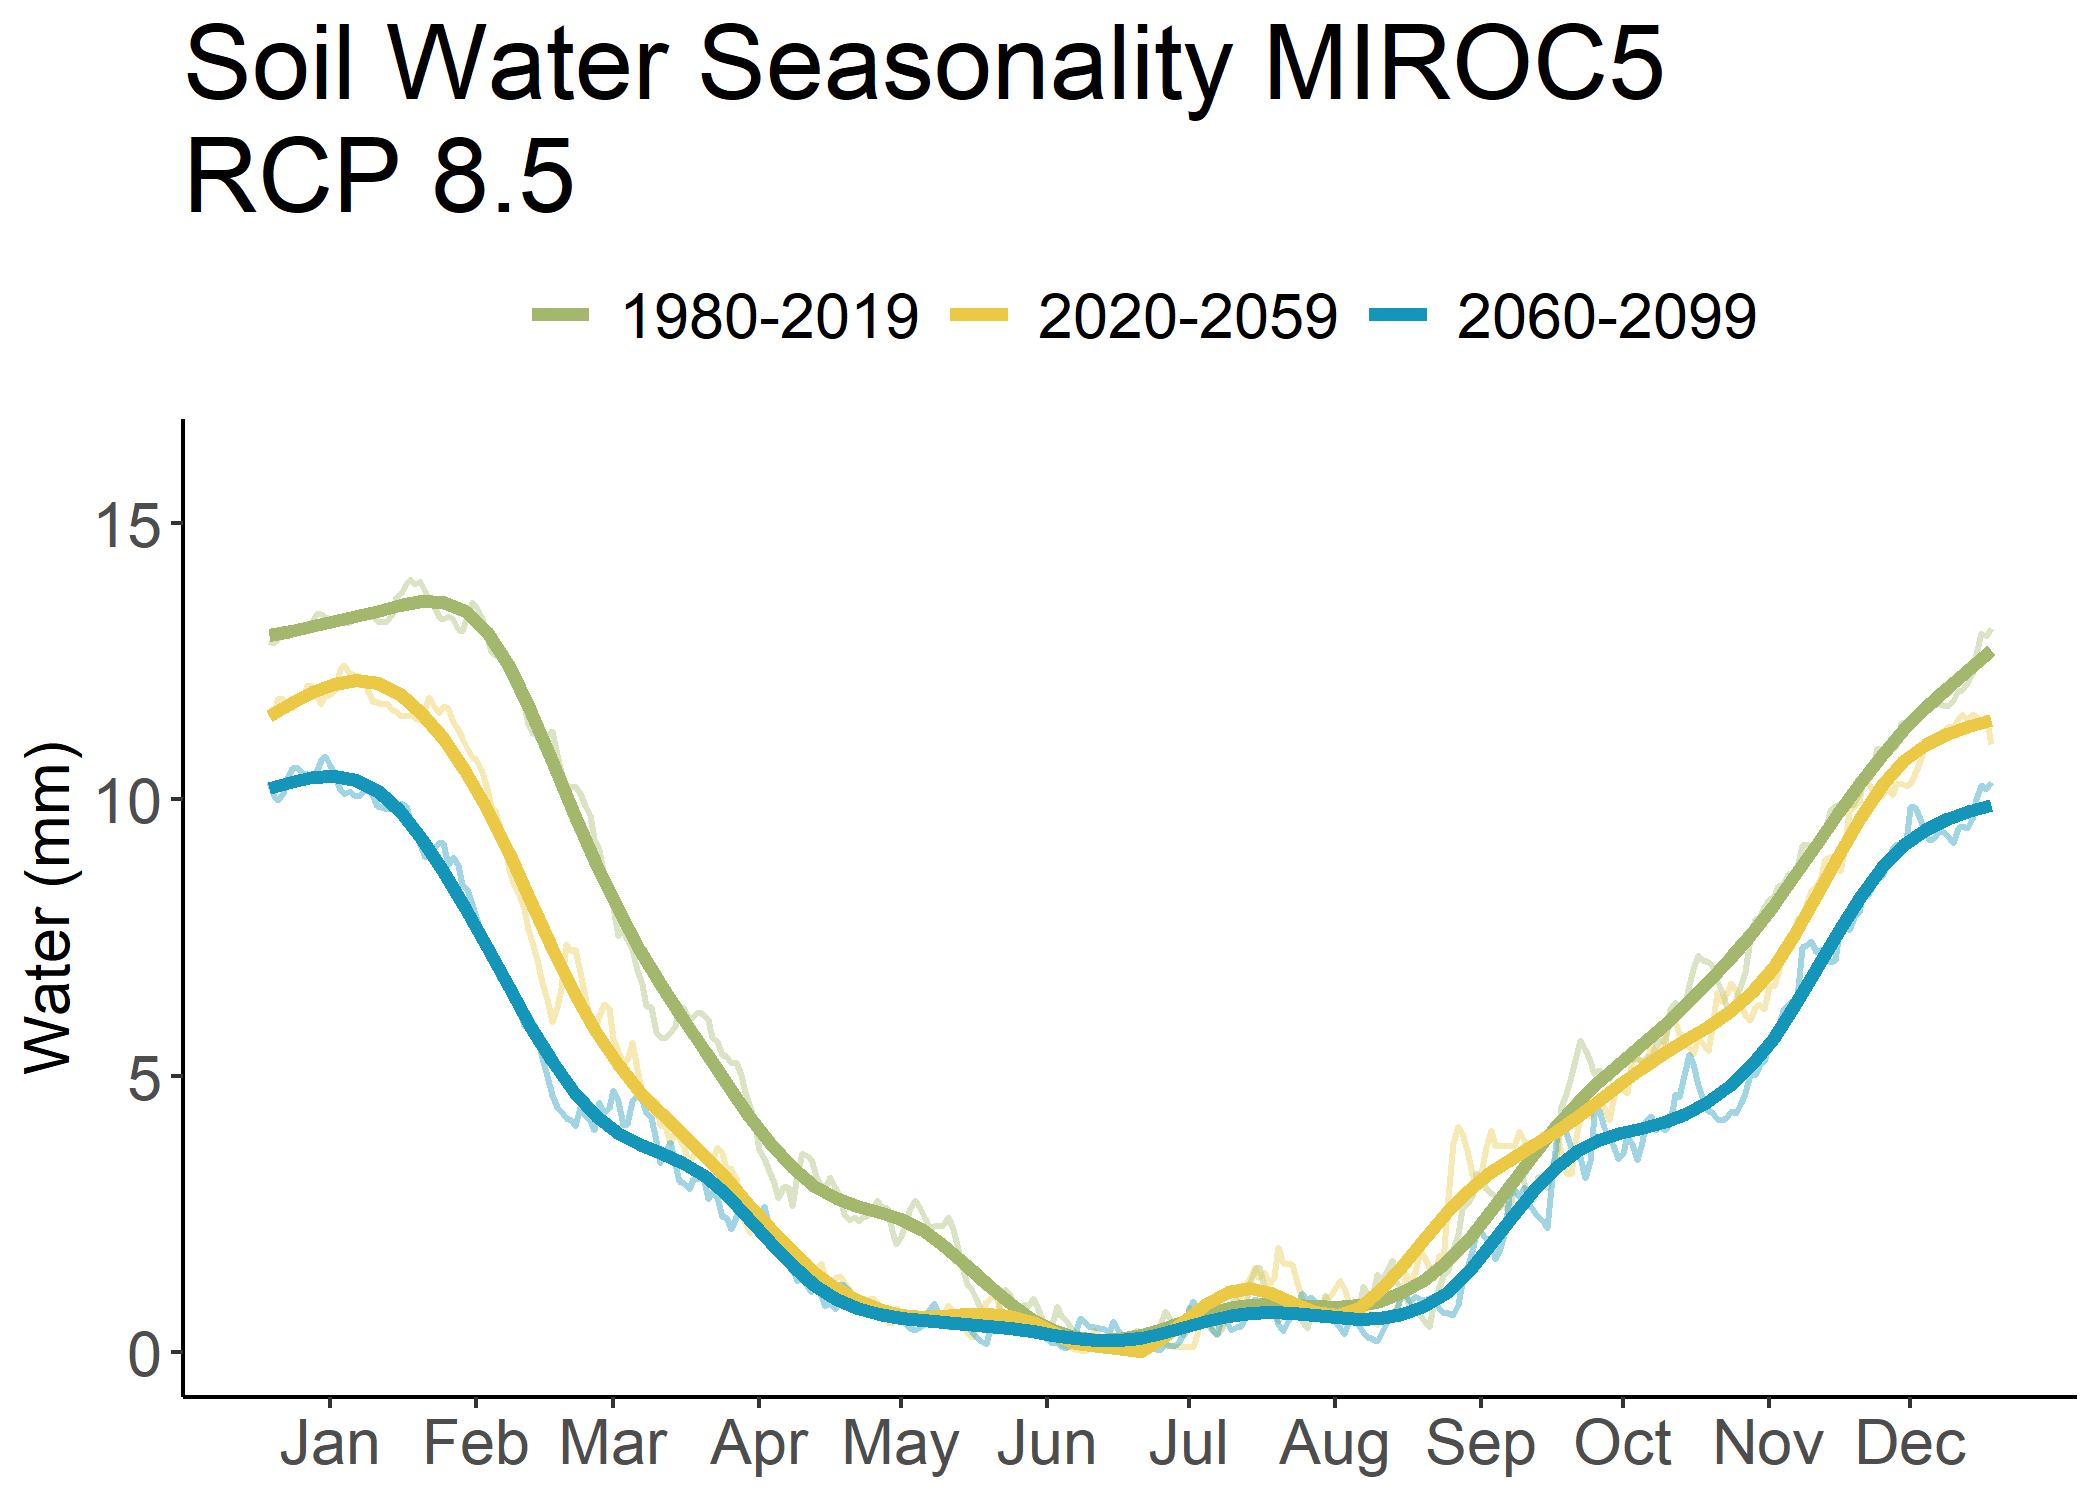 Soil Water Seasonality MIROC5
RCP 8.5
1980-2019 2020-2059 2060-2099
Water (mm)
15
10
5
0
Jan Feb Mar Apr May Jun Jul Aug Sep Oct Nov Dec